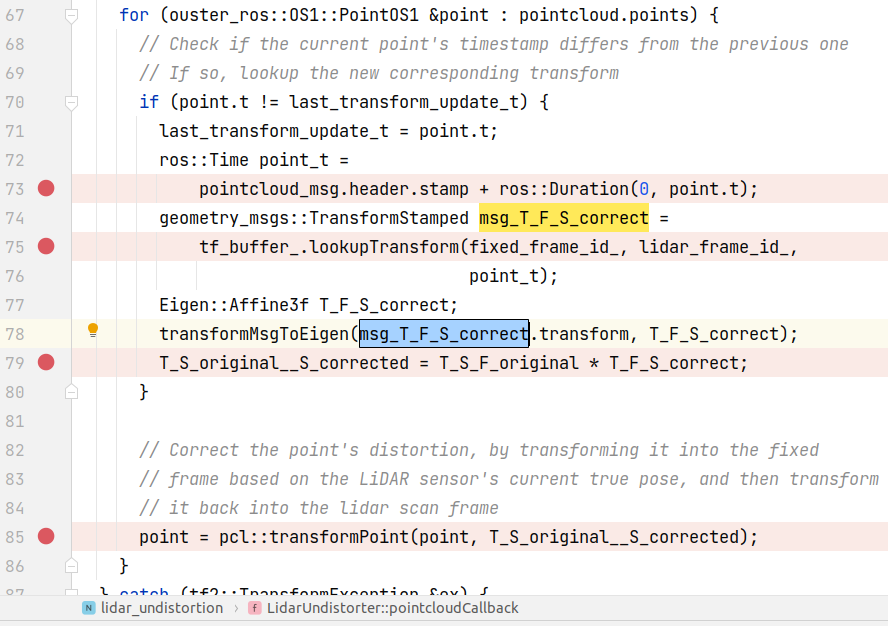 67 for (ouster_ros::OS1::PointOS1 &point : pointcloud.points) {
68 // Check if the current point's timestamp differs from the previous one
69 // If so, lookup the new corresponding transform
70 if (point.t != last_transform_update_t) {
71 last_transform_update_t = point.t;
72 ros::Time point_t =
73 pointcloud_msg.header.stamp + ros::Duration(0, point.t);
74 geometry_msgs::TransformStamped msg_T_F_S_correct =
75 tf_buffer_.lookupTransform(fixed_frame_id_, lidar_frame_id_,
76 point_t);
77 Eigen::Affine3f T_F_S_correct;
78 transformMsgToEigen(msg_T_F_S_correct.transform, T_F_S_correct);
79 T_S_original__S_corrected = T_S_F_original * T_F_S_correct;
80 }
81
82 // Correct the point's distortion, by transforming it into the fixed
83 // frame based on the LiDAR sensor's current true pose, and then transform
84 // it back into the lidar scan frame
85 point = pcl::transformPoint(point, T_S_original__S_corrected);
86 }
87 } catch (tf2::TransformException &ex) {
N lidar_undistortion › f LidarUndistorter::pointcloudCallback